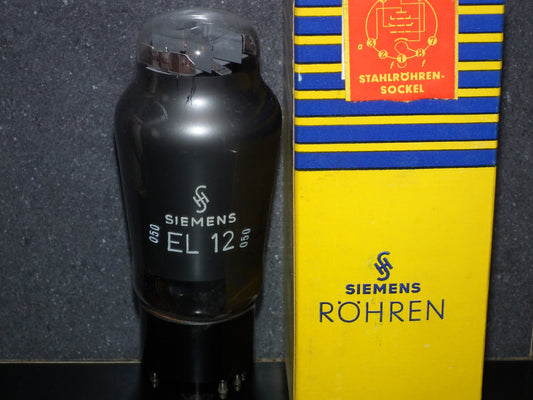 SIEMENS
050 EL 12 050
STAHLRÖHREN-
SOCKEL
SIEMENS
RÖHREN